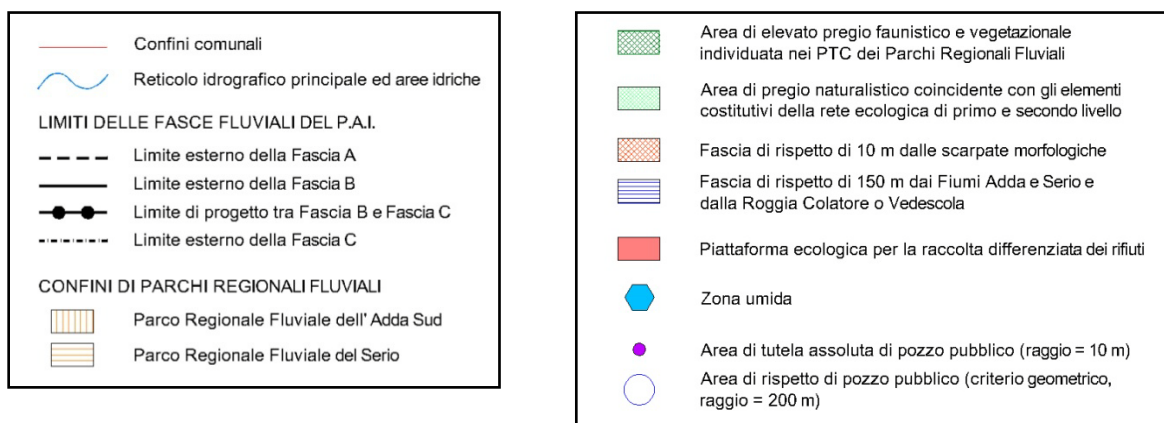 Confini comunali
Reticolo idrografico principale ed aree idriche
LIMITI DELLE FASCE FLUVIALI DEL P.A.I.
Limite esterno della Fascia A
Limite esterno della Fascia B
Limite di progetto tra Fascia B e Fascia C
Limite esterno della Fascia C
CONFINI DI PARCHI REGIONALI FLUVIALI
Parco Regionale Fluviale dell' Adda Sud
Parco Regionale Fluviale del Serio
Area di elevato pregio faunistico e vegetazionale
individuata nei PTC dei Parchi Regionali Fluviali
Area di pregio naturalistico coincidente con gli elementi
costitutivi della rete ecologica di primo e secondo livello
Fascia di rispetto di 10 m dalle scarpate morfologiche
Fascia di rispetto di 150 m dai Fiumi Adda e Serio e
dalla Roggia Colatore o Vedescola
Piattaforma ecologica per la raccolta differenziata dei rifiuti
Zona umida
Area di tutela assoluta di pozzo pubblico (raggio = 10 m)
Area di rispetto di pozzo pubblico (criterio geometrico,
raggio = 200 m)